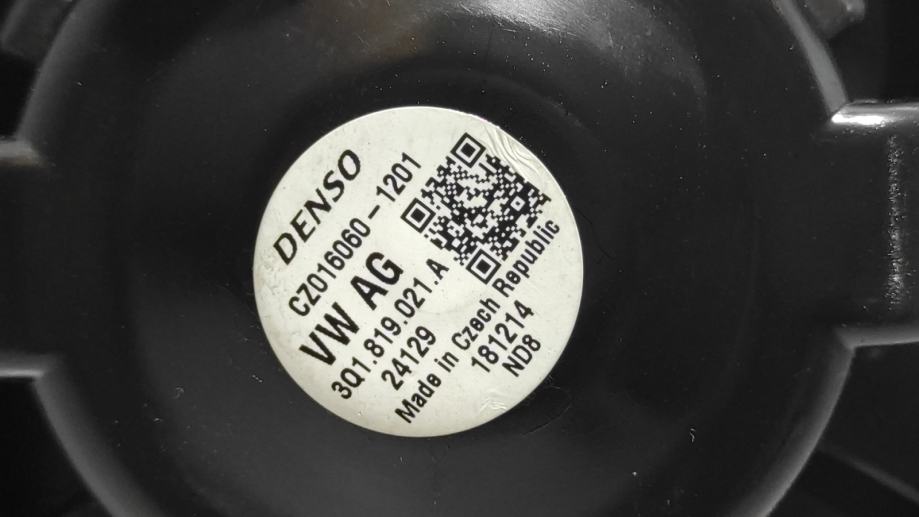 DENSO
CZ016060-1201
VW AG
3Q1.819.021.A
24129
Made in Czech Republic
181214
ND8